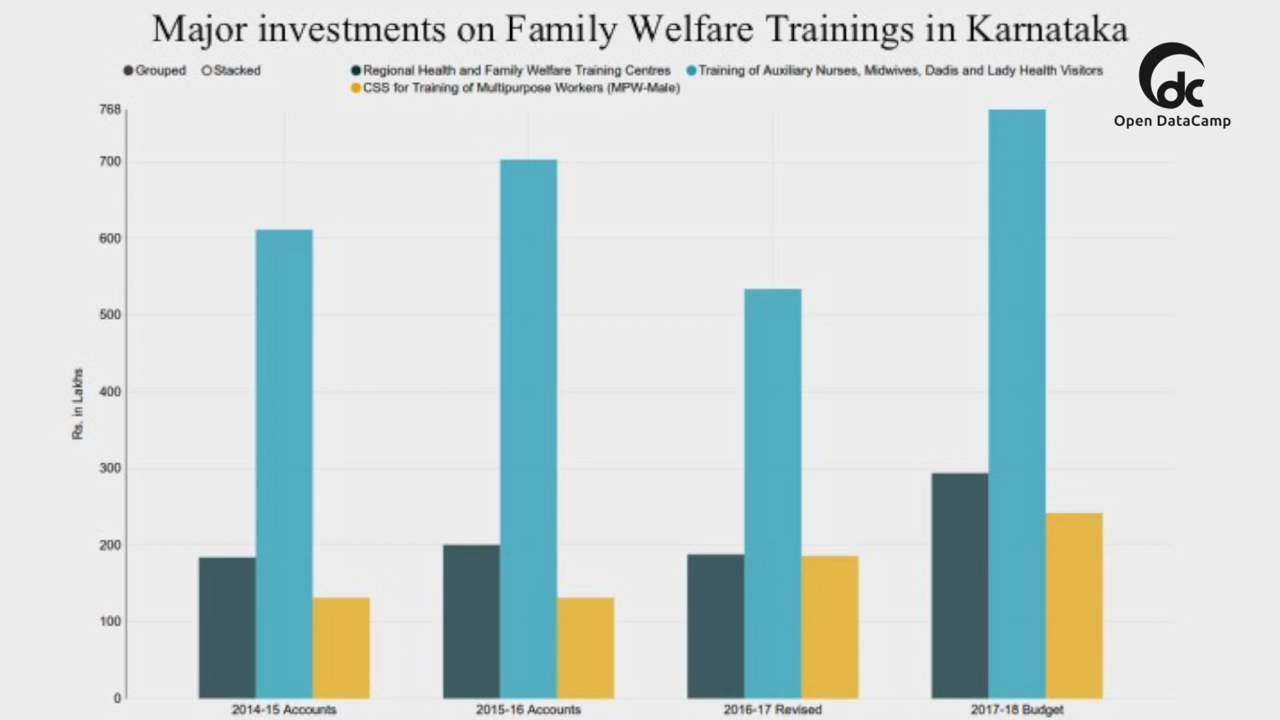 Major investments on Family Welfare Trainings in Karnataka
Grouped Stacked Regional Health and Family Welfare Training Centres Training of Auxiliary Nurses, Midwives, Dadis and Lady Health Visitors
CSS for Training of Multipurpose Workers (MPW-Male)
dc
Open DataCamp
768
700
600
500
400
300
200
100
0
Rs. in Lakhs
2014-15 Accounts 2015-16 Accounts 2016-17 Revised 2017-18 Budget